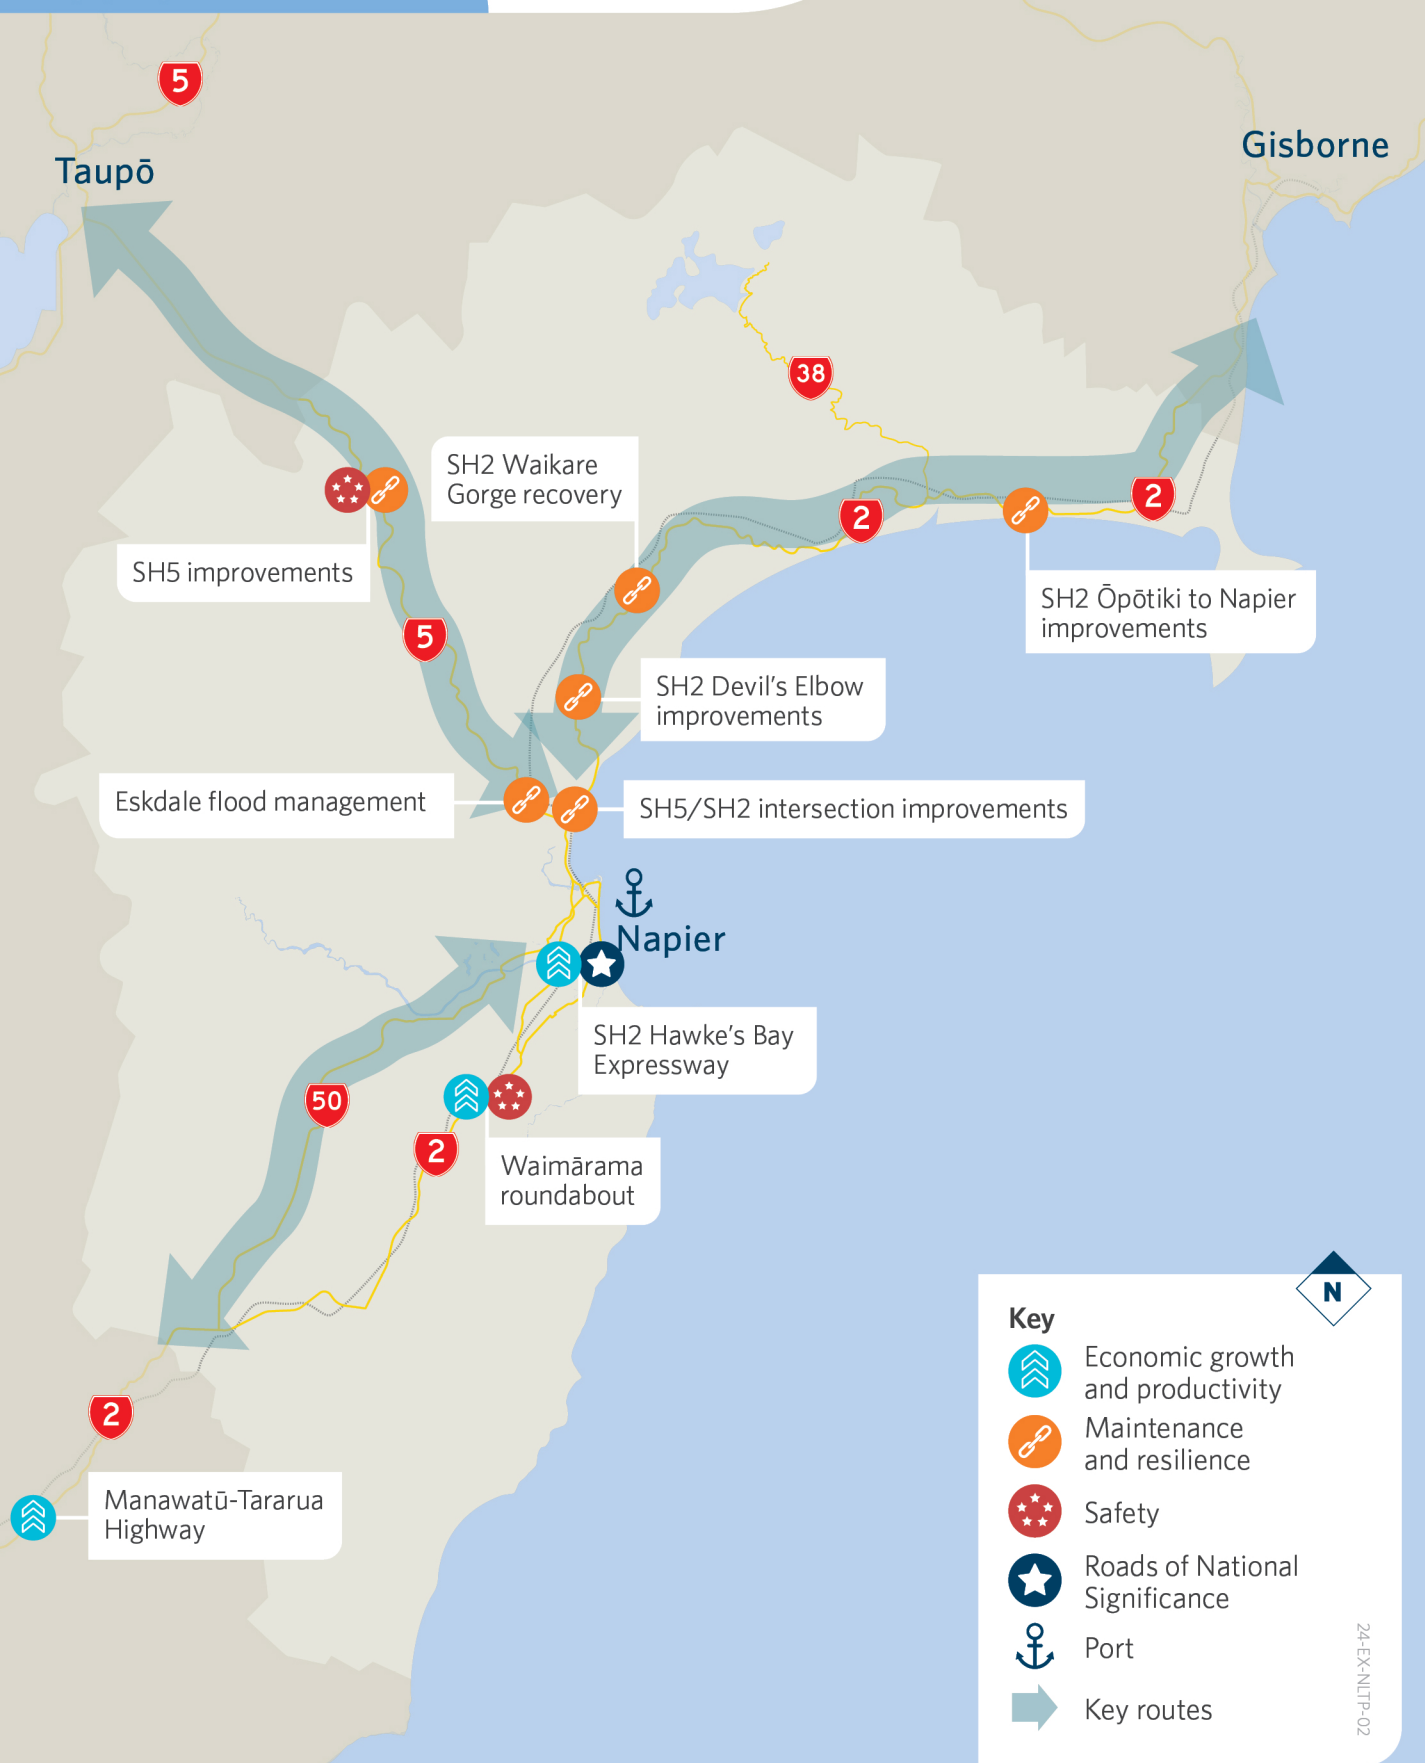 5
Taupō
Gisborne
38
SH2 Waikare
Gorge recovery
2
2
SH5 improvements
SH2 Ōpōtiki to Napier
improvements
5
SH2 Devil's Elbow
improvements
Eskdale flood management
SH5/SH2 intersection improvements
Napier
SH2 Hawke's Bay
Expressway
50
2
Waimārama
roundabout
2
Manawatū-Tararua
Highway
N
Key
Economic growth
and productivity
Maintenance
and resilience
Safety
Roads of National
Significance
Port
Key routes
24-EX-NLTP-02